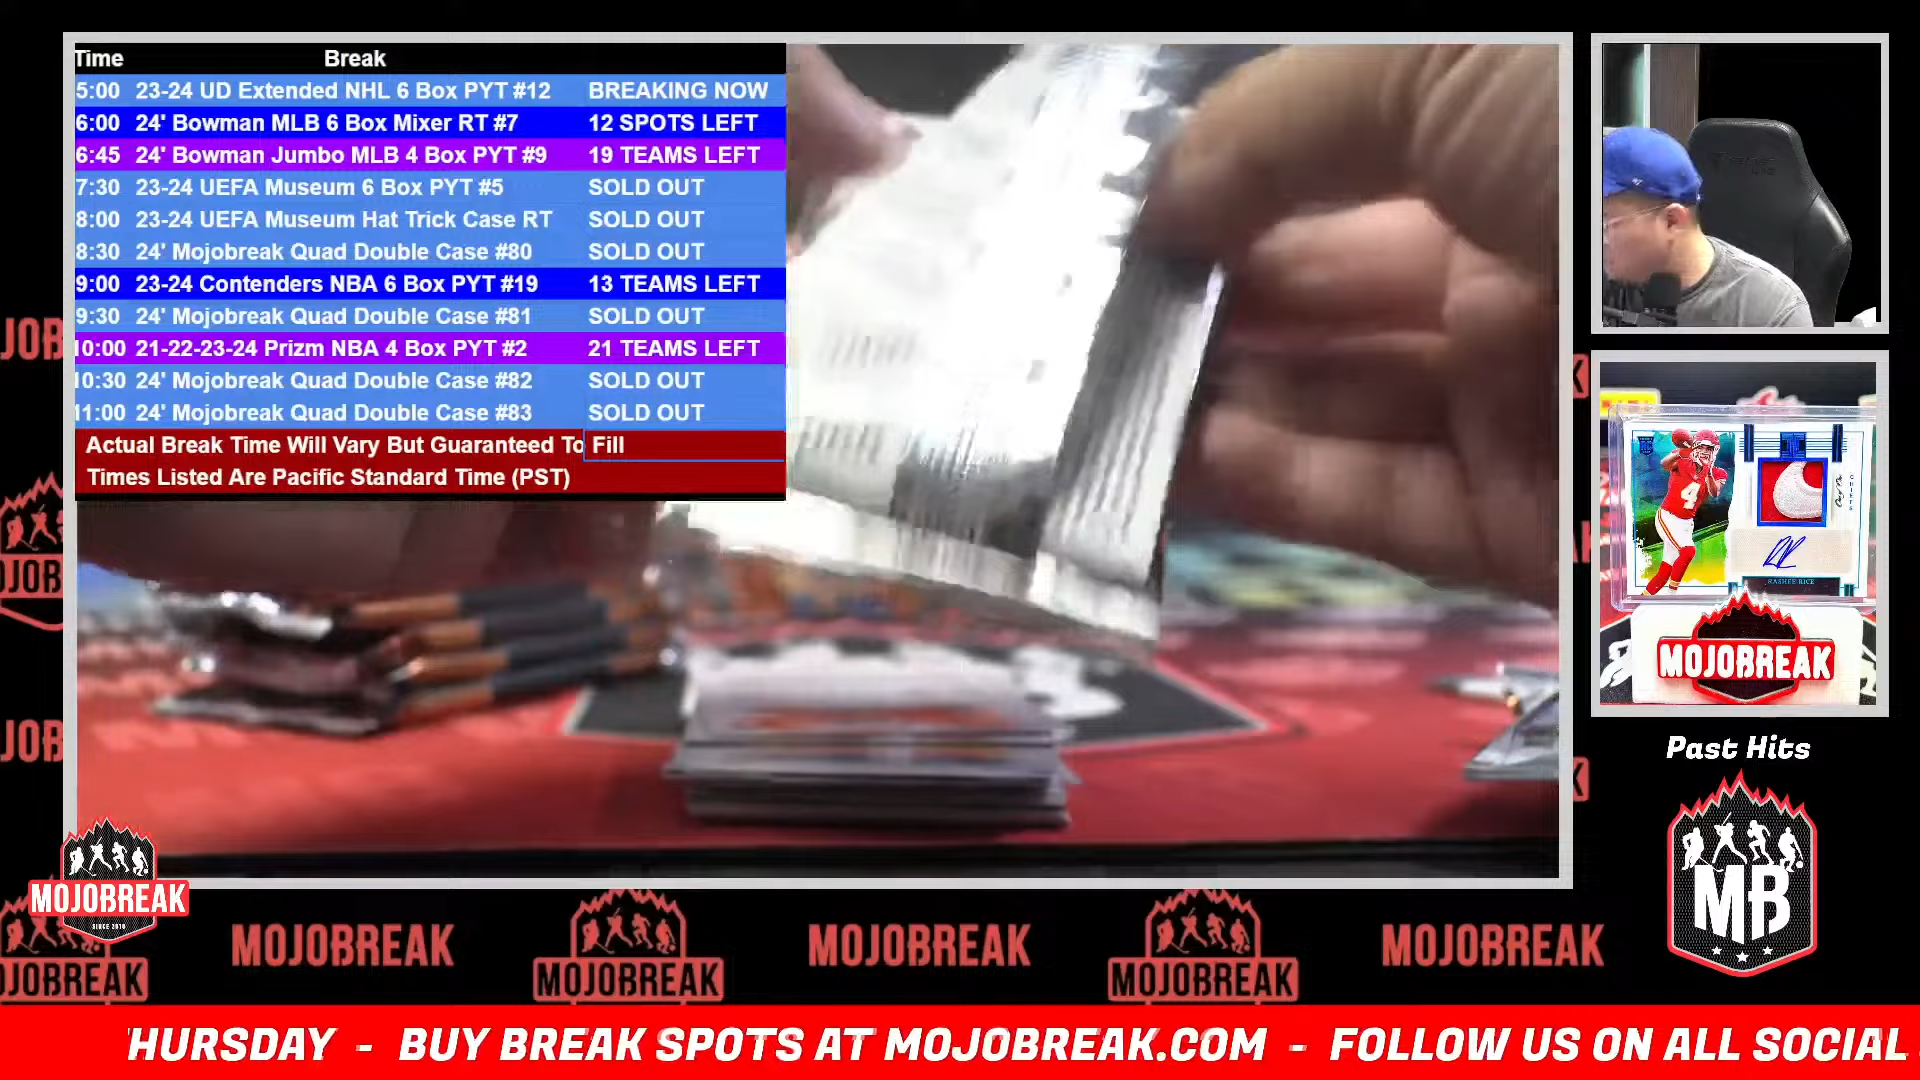 Time Break
5:00 23-24 UD Extended NHL 6 Box PYT #12 BREAKING NOW
6:00 24' Bowman MLB 6 Box Mixer RT #7 12 SPOTS LEFT
6:45 24' Bowman Jumbo MLB 4 Box PYT #9 19 TEAMS LEFT
7:30 23-24 UEFA Museum 6 Box PYT #5 SOLD OUT
8:00 23-24 UEFA Museum Hat Trick Case RT SOLD OUT
8:30 24' Mojobreak Quad Double Case #80 SOLD OUT
9:00 23-24 Contenders NBA 6 Box PYT #19 13 TEAMS LEFT
9:30 24' Mojobreak Quad Double Case #81 SOLD OUT
10:00 21-22-23-24 Prizm NBA 4 Box PYT #2 21 TEAMS LEFT
10:30 24' Mojobreak Quad Double Case #82 SOLD OUT
11:00 24' Mojobreak Quad Double Case #83 SOLD OUT
Actual Break Time Will Vary But Guaranteed To Fill
Times Listed Are Pacific Standard Time (PST)
CHIEFS
RASHEE RICE
MOJOBREAK
Past Hits
MB
MOJOBREAK
SINCE 2010
OJOBREAK
MOJOBREAK
MOJOBREAK
MOJOBREAK
MOJOBREAK
MOJOBREAK
HURSDAY - BUY BREAK SPOTS AT MOJOBREAK.COM - FOLLOW US ON ALL SOCIAL